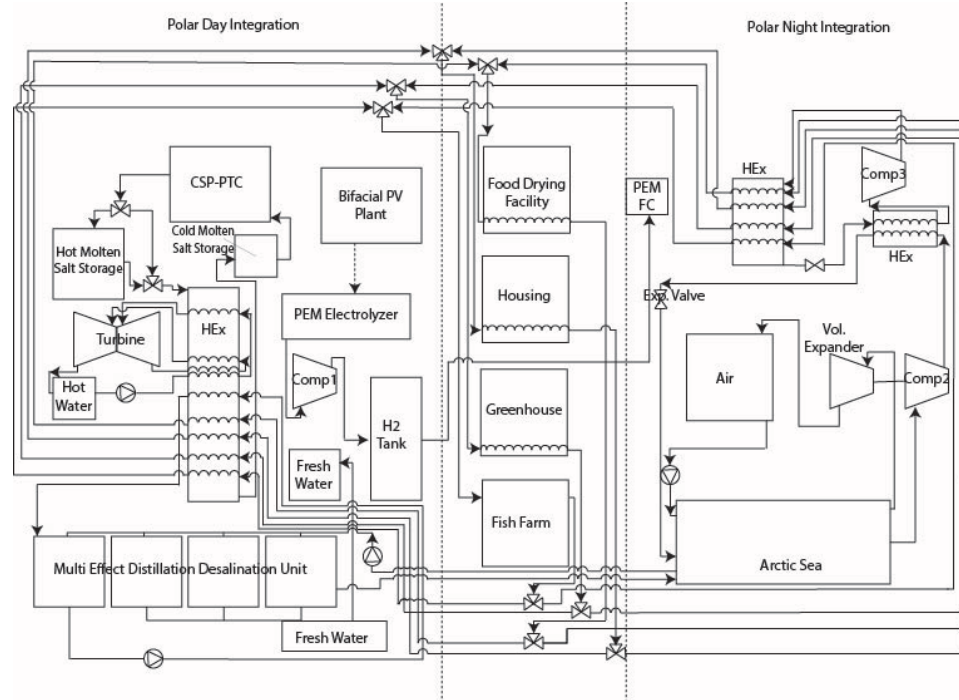 Polar Day Integration
Polar Night Integration
CSP-PTC
Bifacial PV
Plant
Cold Molten
Salt Storage
Hot Molten
Salt Storage
PEM Electrolyzer
HEx
Turbine
Hot
Water
Comp1
H2
Tank
Fresh
Water
Multi Effect Distillation Desalination Unit
Fresh Water
Food Drying
Facility
Housing
Greenhouse
Fish Farm
PEM
FC
HEx
Comp3
HEx
Exp. Valve
Vol.
Expander
Air
Comp2
Arctic Sea